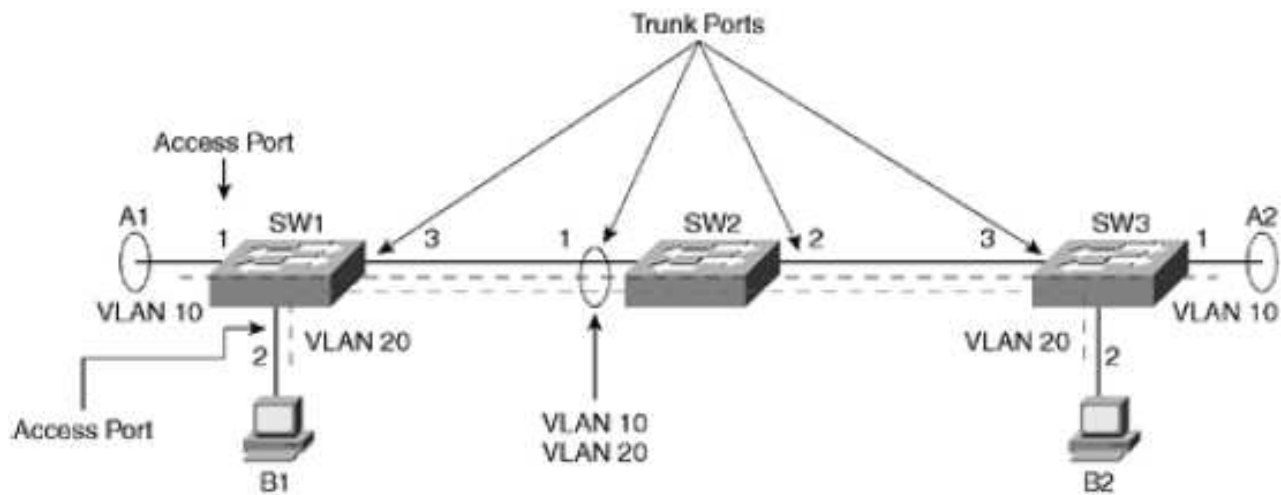 Trunk Ports
Access Port
A1
SW1
SW2
SW3
A2
1
3
1
2
3
1
VLAN 10
VLAN 20
VLAN 20
VLAN 10
2
2
Access Port
VLAN 10
VLAN 20
B1
B2